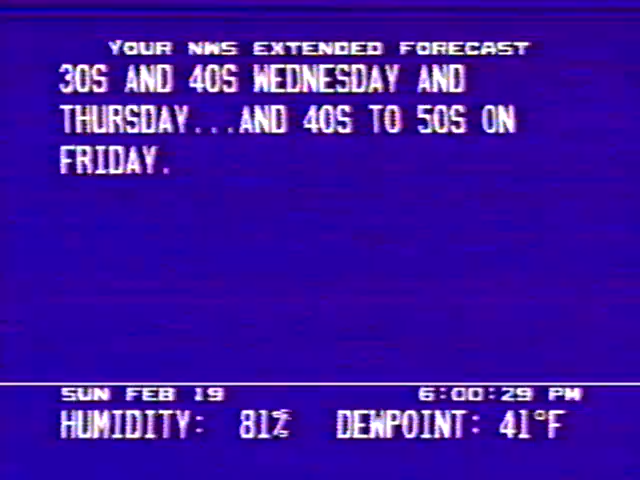 YOUR NWS EXTENDED FORECAST
30S AND 40S WEDNESDAY AND
THURSDAY...AND 40S TO 50S ON
FRIDAY.
SUN FEB 19 6:00:29 PM
HUMIDITY: 81% DEWPOINT: 41°F